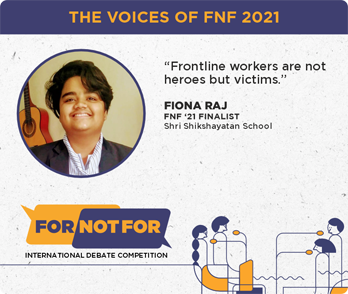 THE VOICES OF FNF 2021
“Frontline workers are not
heroes but victims.”
FIONA RAJ
FNF ‘21 FINALIST
Shri Shikshayatan School
FOR NOT FOR
INTERNATIONAL DEBATE COMPETITION